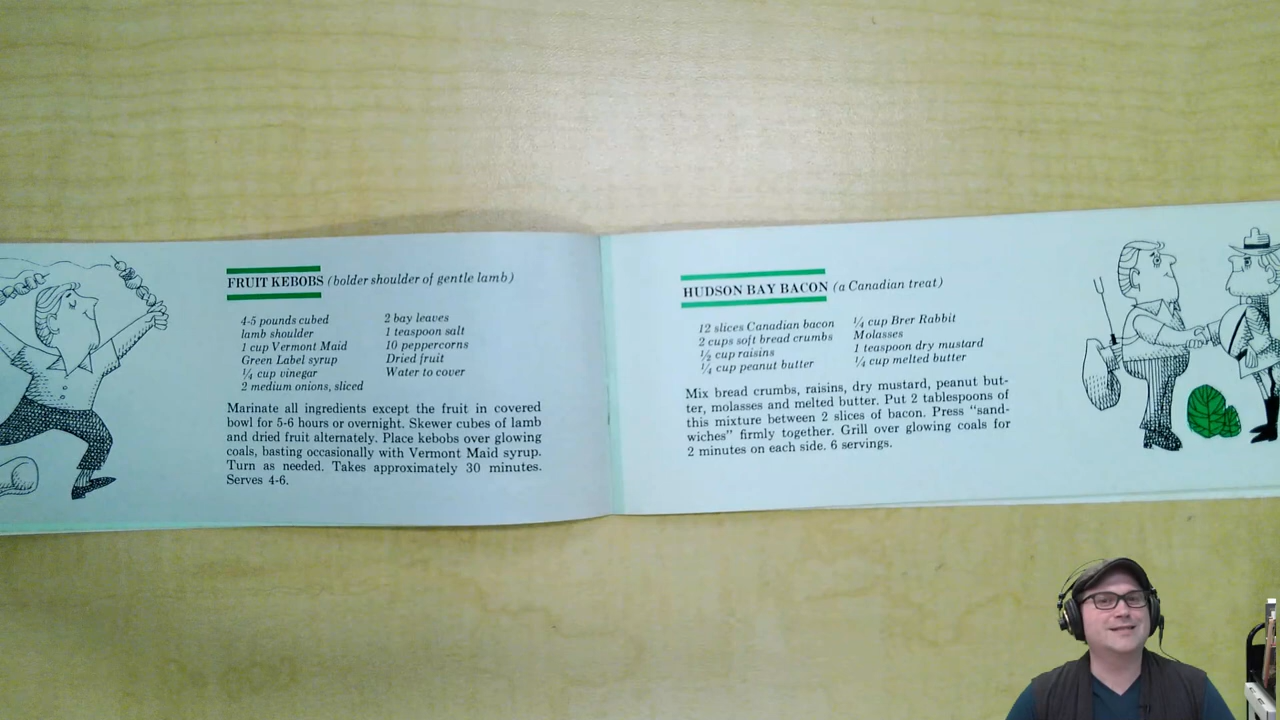 FRUIT KEBOBS (bolder shoulder of gentle lamb)
4-5 pounds cubed
lamb shoulder
1 cup Vermont Maid
Green Label syrup
¼ cup vinegar
2 medium onions, sliced
2 bay leaves
1 teaspoon salt
10 peppercorns
Dried fruit
Water to cover
Marinate all ingredients except the fruit in covered
bowl for 5-6 hours or overnight. Skewer cubes of lamb
and dried fruit alternately. Place kebobs over glowing
coals, basting occasionally with Vermont Maid syrup.
Turn as needed. Takes approximately 30 minutes.
Serves 4-6.
HUDSON BAY BACON (a Canadian treat)
12 slices Canadian bacon
2 cups soft bread crumbs
½ cup raisins
¼ cup peanut butter
¼ cup Brer Rabbit
Molasses
1 teaspoon dry mustard
¼ cup melted butter
Mix bread crumbs, raisins, dry mustard, peanut but-
ter, molasses and melted butter. Put 2 tablespoons of
this mixture between 2 slices of bacon. Press "sand-
wiches" firmly together. Grill over glowing coals for
2 minutes on each side. 6 servings.